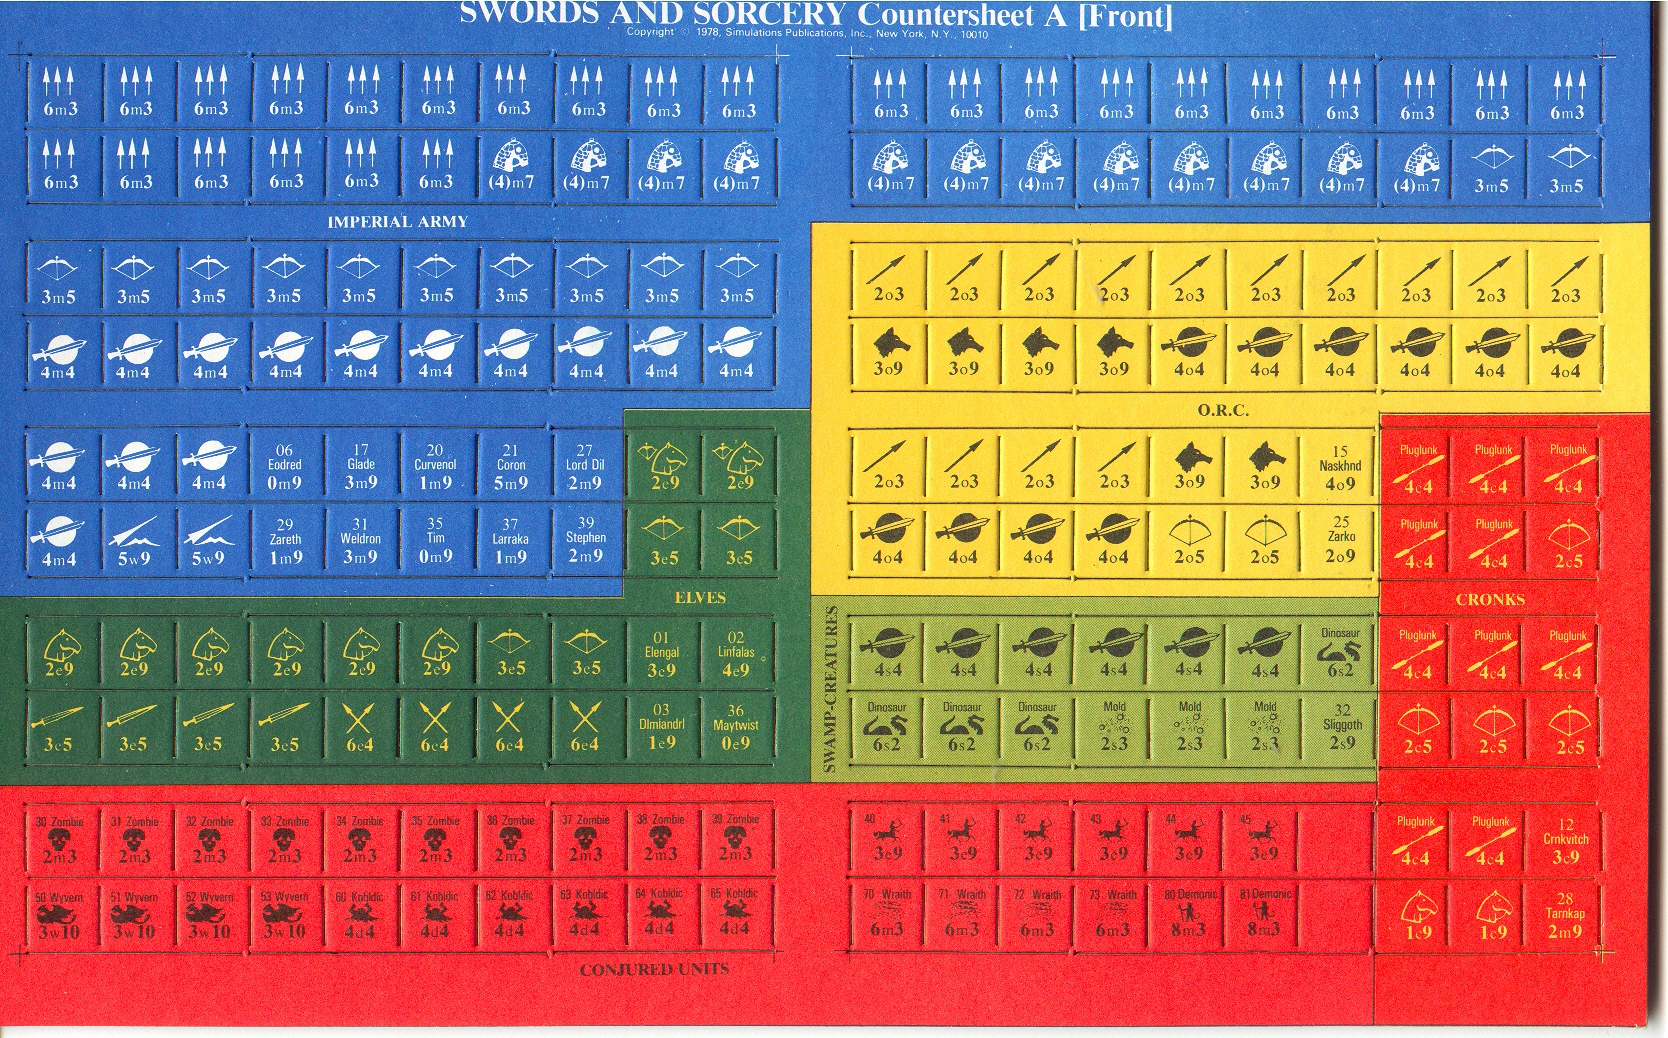 SWORDS AND SORCERY Countersheet A [Front]
Copyright © 1978, Simulations Publications, Inc., New York, N.Y., 10010
6m3 6m3 6m3 6m3 6m3 6m3 6m3 6m3 6m3 6m3
6m3 6m3 6m3 6m3 6m3 6m3 (4)m7 (4)m7 (4)m7 (4)m7
IMPERIAL ARMY
3m5 3m5 3m5 3m5 3m5 3m5 3m5 3m5 3m5 3m5
4m4 4m4 4m4 4m4 4m4 4m4 4m4 4m4 4m4 4m4
06 17 20 21 27
Eodred Glade Curvenol Coron Lord Dil
4m4 4m4 4m4 0m9 3m9 1m9 5m9 2m9 2e9 2e9
29 31 35 37 39
Zareth Weldron Tim Larraka Stephen
4m4 5w9 5w9 1m9 3m9 0m9 1m9 2m9 3e5 3e5
ELVES
01 02
Elengal Linfalas
2e9 2e9 2e9 2e9 2e9 2e9 3e5 3e5 3e9 4e9
03 36
Dlmiandrl Maytwist
3e5 3e5 3e5 3e5 6e4 6e4 6e4 6e4 1e9 0e9
30 Zombie 31 Zombie 32 Zombie 33 Zombie 34 Zombie 35 Zombie 36 Zombie 37 Zombie 38 Zombie 39 Zombie
2m3 2m3 2m3 2m3 2m3 2m3 2m3 2m3 2m3 2m3
50 Wyvern 51 Wyvern 52 Wyvern 53 Wyvern 60 Kobldic 61 Kobldic 62 Kobldic 63 Kobldic 64 Kobldic 65 Kobldic
3w10 3w10 3w10 3w10 4d4 4d4 4d4 4d4 4d4 4d4
CONJURED UNITS
6m3 6m3 6m3 6m3 6m3 6m3 6m3 6m3 6m3 6m3
(4)m7 (4)m7 (4)m7 (4)m7 (4)m7 (4)m7 (4)m7 (4)m7 3m5 3m5
2o3 2o3 2o3 2o3 2o3 2o3 2o3 2o3 2o3 2o3
3o9 3o9 3o9 3o9 4o4 4o4 4o4 4o4 4o4 4o4
O.R.C.
15
Naskhnd
2o3 2o3 2o3 2o3 3o9 3o9 4o9
25
Zarko
4o4 4o4 4o4 4o4 2o5 2o5 2o9
Pluglunk Pluglunk Pluglunk
4c4 4c4 4c4
Pluglunk Pluglunk
4c4 4c4 2c5
CRONKS
SWAMP-CREATURES
Dinosaur
4s4 4s4 4s4 4s4 4s4 4s4 6s2
Dinosaur Dinosaur Dinosaur Mold Mold Mold 32
Sliggoth
6s2 6s2 6s2 2s3 2s3 2s3 2s9
Pluglunk Pluglunk Pluglunk
4c4 4c4 4c4
2c5 2c5 2c5
40 41 42 43 44 45
3e9 3e9 3e9 3e9 3e9 3e9
70 Wraith 71 Wraith 72 Wraith 73 Wraith 80 Demonic 81 Demonic
6m3 6m3 6m3 6m3 8m3 8m3
Pluglunk Pluglunk 12
Crnkvitch
4c4 4c4 3c9
28
Tarnkap
1c9 1c9 2m9